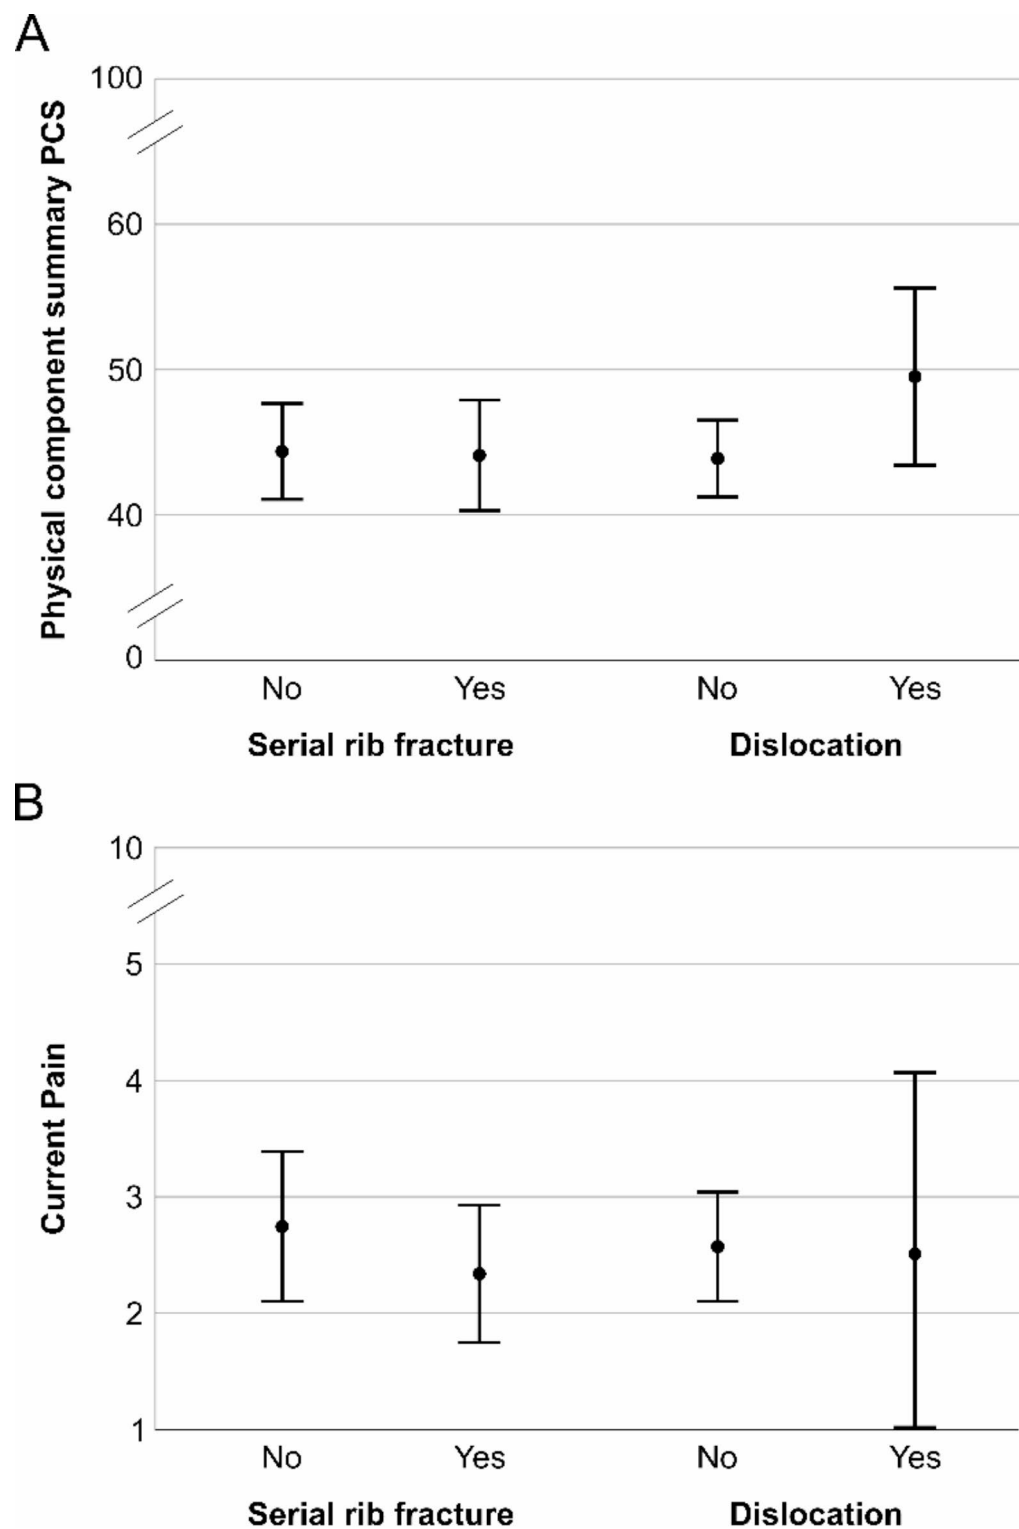 A
Physical component summary PCS
100
60
50
40
0
No Yes No Yes
Serial rib fracture Dislocation
B
Current Pain
10
5
4
3
2
1
No Yes No Yes
Serial rib fracture Dislocation